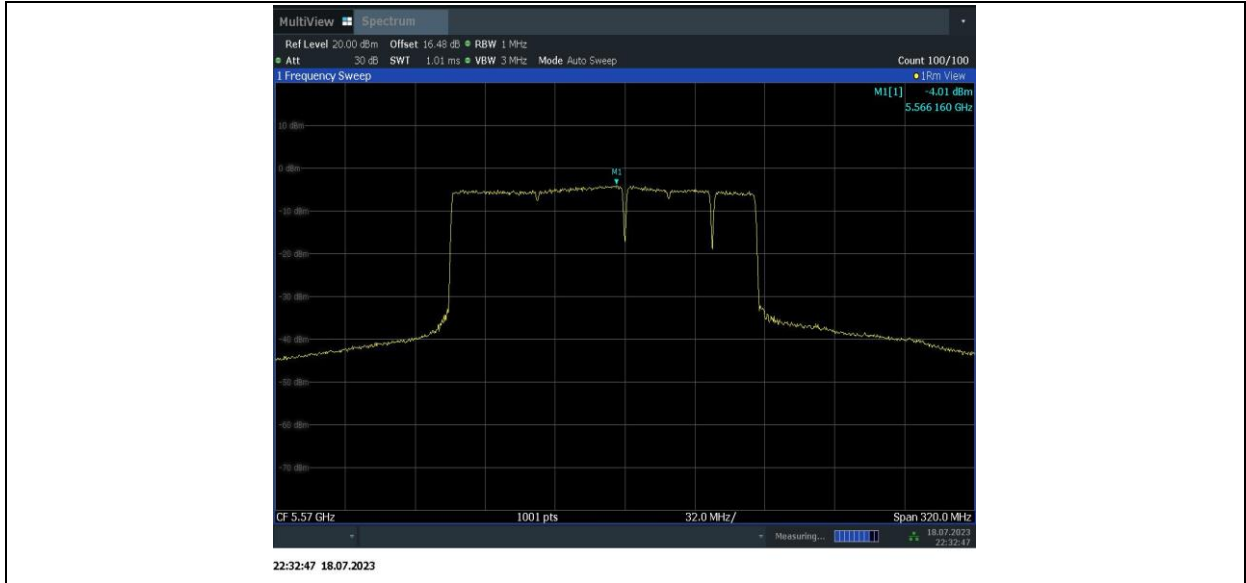 MultiView Spectrum
Ref Level 20.00 dBm Offset 16.48 dB RBW 1 MHz
Att 30 dB SWT 1.01 ms VBW 3 MHz Mode Auto Sweep Count 100/100
1 Frequency Sweep 1Rm View
M1[1] -4.01 dBm
5.566 160 GHz
10 dBm
0 dBm
M1
-10 dBm
-20 dBm
-30 dBm
-40 dBm
-50 dBm
-60 dBm
-70 dBm
CF 5.57 GHz 1001 pts 32.0 MHz/ Span 320.0 MHz
Measuring... 18.07.2023
22:32:47
22:32:47 18.07.2023